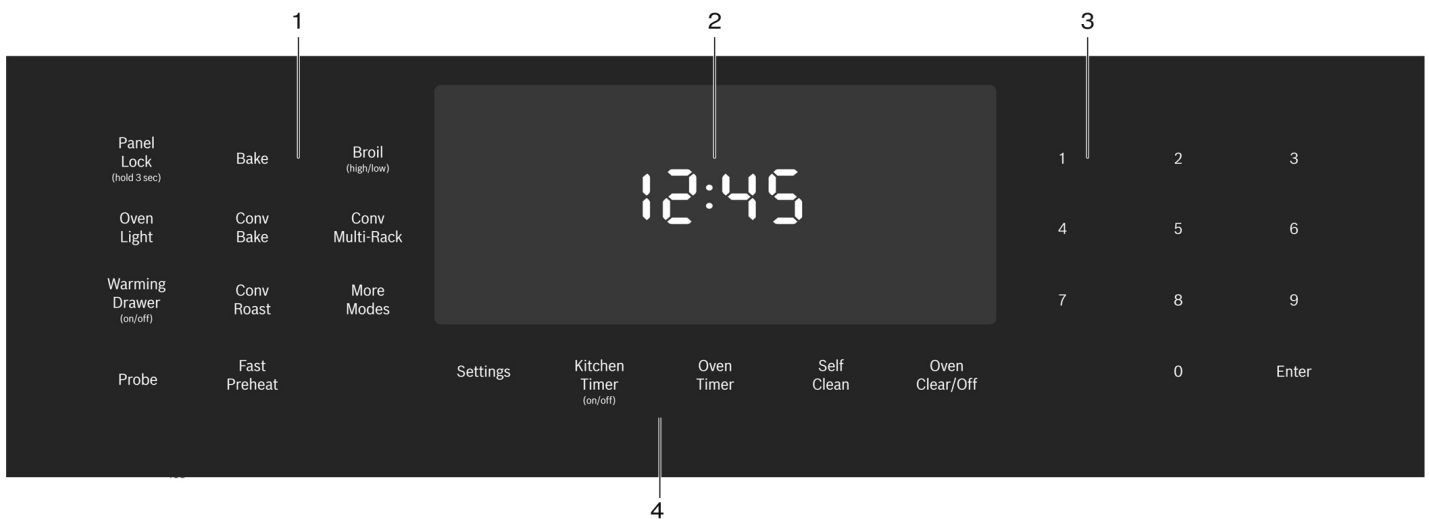 1
2
3
Panel
Lock
(hold 3 sec)
Bake
Broil
(high/low)
Oven
Light
Conv
Bake
Conv
Multi-Rack
Warming
Drawer
(on/off)
Conv
Roast
More
Modes
Probe
Fast
Preheat
12:45
Settings
Kitchen
Timer
(on/off)
Oven
Timer
Self
Clean
Oven
Clear/Off
1
2
3
4
5
6
7
8
9
0
Enter
4